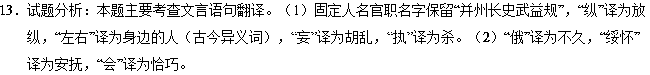 13. 试题分析：本题主要考查文言语句翻译。（1）固定人名官职名字保留“并州长史武益规”，“纵”译为放
纵，“左右”译为身边的人（古今异义词），“妄”译为胡乱，“执”译为杀。（2）“俄”译为不久，“绥怀”
译为安抚，“会”译为恰巧。